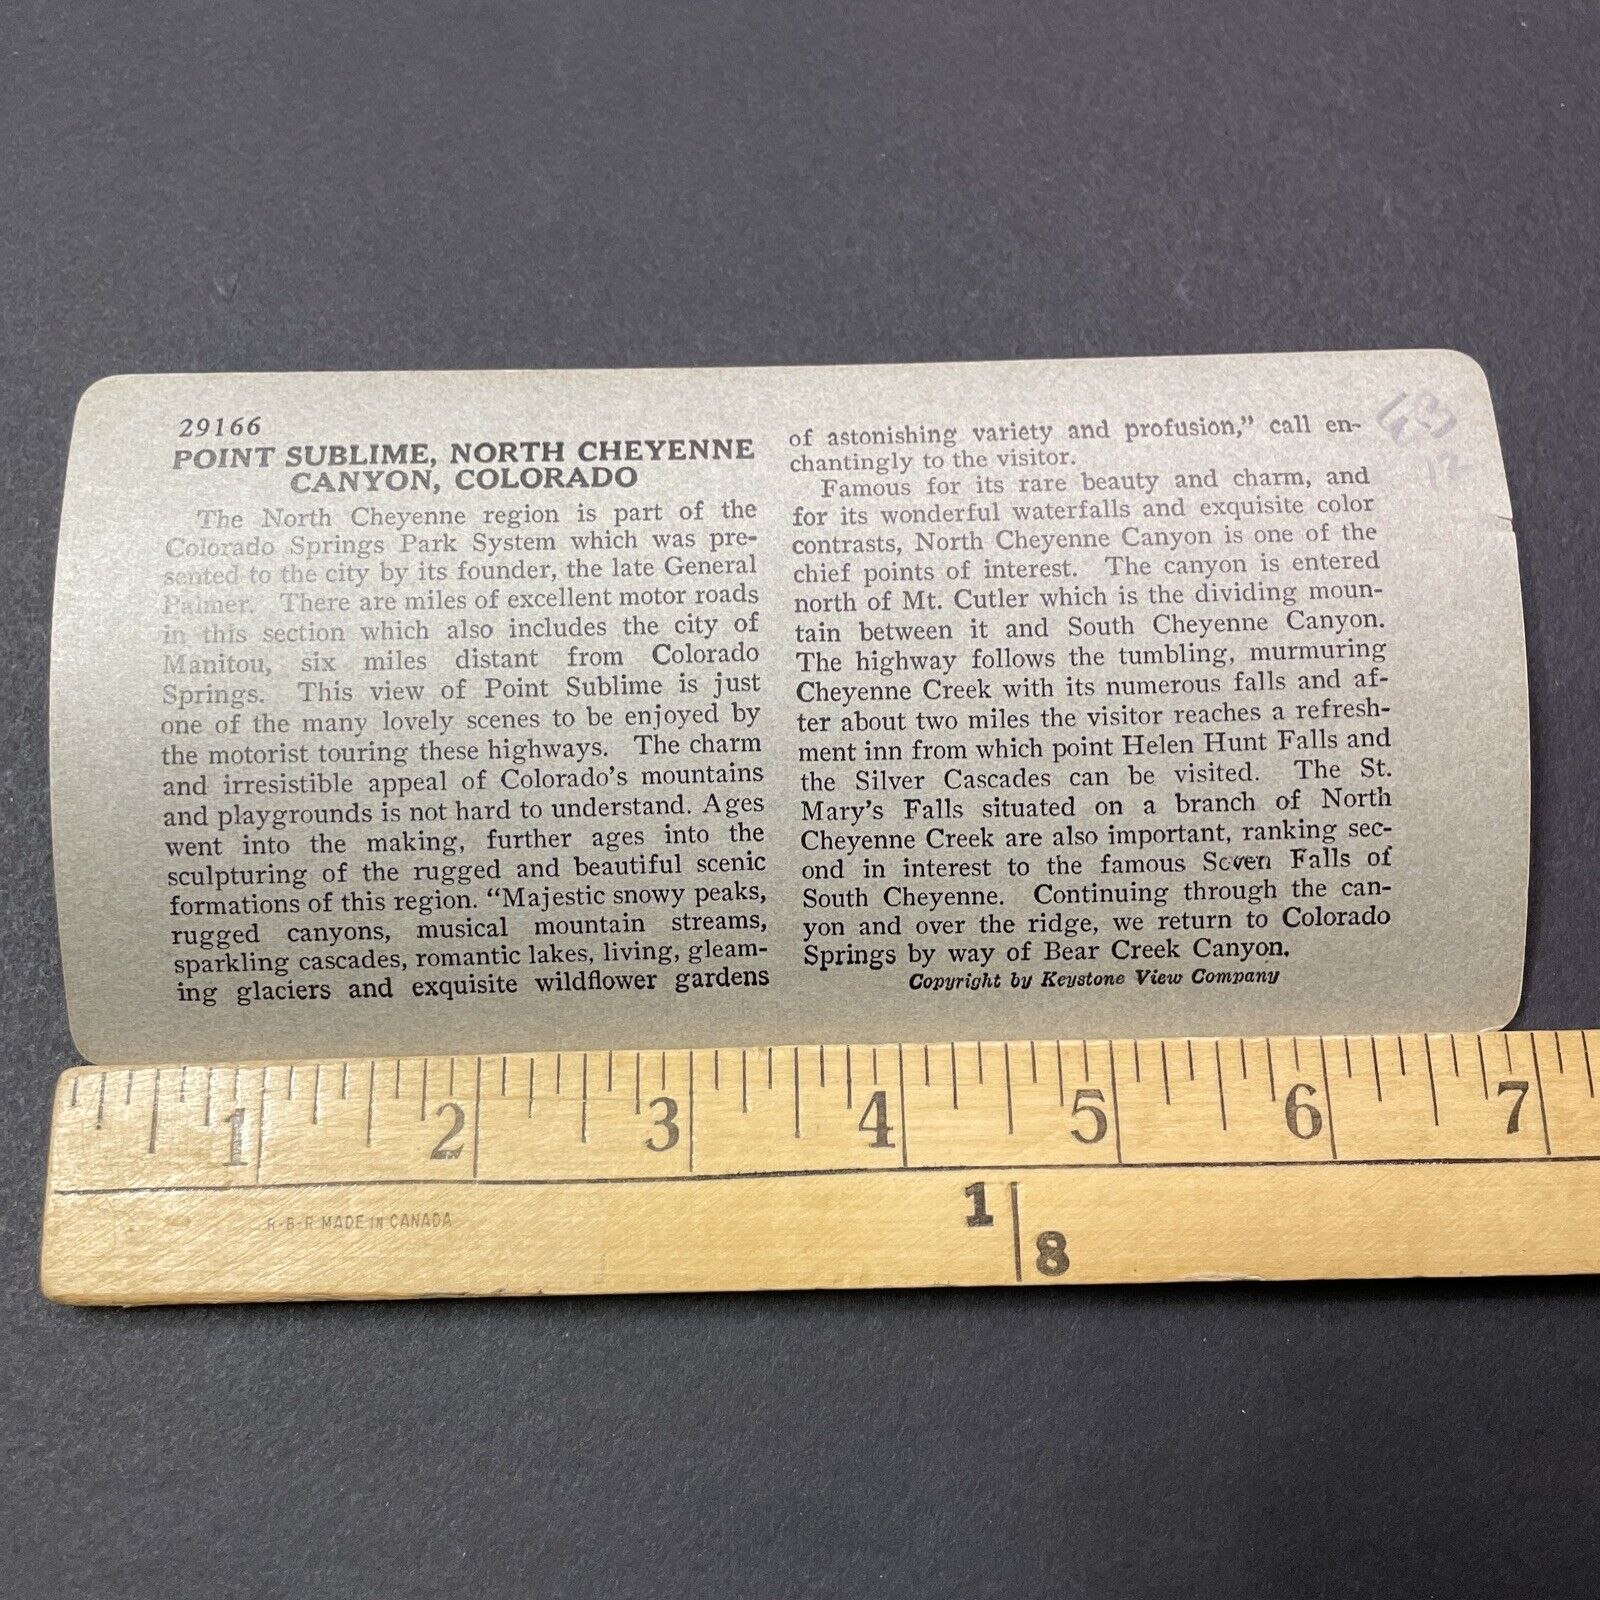 29166
POINT SUBLIME, NORTH CHEYENNE
CANYON, COLORADO
The North Cheyenne region is part of the
Colorado Springs Park System which was pre-
sented to the city by its founder, the late General
Palmer. There are miles of excellent motor roads
in this section which also includes the city of
Manitou, six miles distant from Colorado
Springs. This view of Point Sublime is just
one of the many lovely scenes to be enjoyed by
the motorist touring these highways. The charm
and irresistible appeal of Colorado's mountains
and playgrounds is not hard to understand. Ages
went into the making, further ages into the
sculpturing of the rugged and beautiful scenic
formations of this region. "Majestic snowy peaks,
rugged canyons, musical mountain streams,
sparkling cascades, romantic lakes, living, gleam-
ing glaciers and exquisite wildflower gardens
of astonishing variety and profusion," call en-
chantingly to the visitor.
Famous for its rare beauty and charm, and
for its wonderful waterfalls and exquisite color
contrasts, North Cheyenne Canyon is one of the
chief points of interest. The canyon is entered
north of Mt. Cutler which is the dividing moun-
tain between it and South Cheyenne Canyon.
The highway follows the tumbling, murmuring
Cheyenne Creek with its numerous falls and af-
ter about two miles the visitor reaches a refresh-
ment inn from which point Helen Hunt Falls and
the Silver Cascades can be visited. The St.
Mary's Falls situated on a branch of North
Cheyenne Creek are also important, ranking sec-
ond in interest to the famous Seven Falls of
South Cheyenne. Continuing through the can-
yon and over the ridge, we return to Colorado
Springs by way of Bear Creek Canyon.
Copyright by Keystone View Company
12
1 2 3 4 5 6 7
R-B-R MADE IN CANADA
1
8